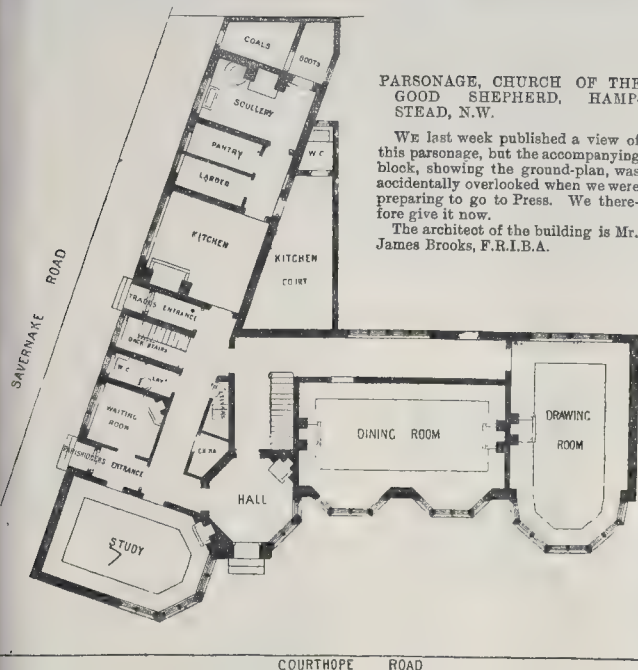 COALS
BOOTS
SCULLERY
PANTRY
W.C
LARDER
KITCHEN
KITCHEN
COURT
TRADES ENTRANCE
BACK STAIRS
W.C
LAV
WAITING
ROOM
PARISHIONERS ENTRANCE
STUDY
HALL
DINING ROOM
DRAWING
ROOM
SAVERNAKE ROAD
COURTHOPE ROAD
PARSONAGE, CHURCH OF THE
GOOD SHEPHERD, HAMP-
STEAD, N.W.
WE last week published a view of
this parsonage, but the accompanying
block, showing the ground-plan, was
accidentally overlooked when we were
preparing to go to Press. We there-
fore give it now.
The architect of the building is Mr.
James Brooks, F.R.I.B.A.